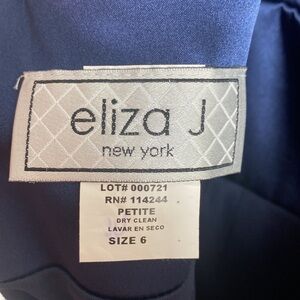 eliza J
new york
LOT# 000721
RN# 114244
PETITE
DRY CLEAN
LAVAR EN SECO
SIZE 6